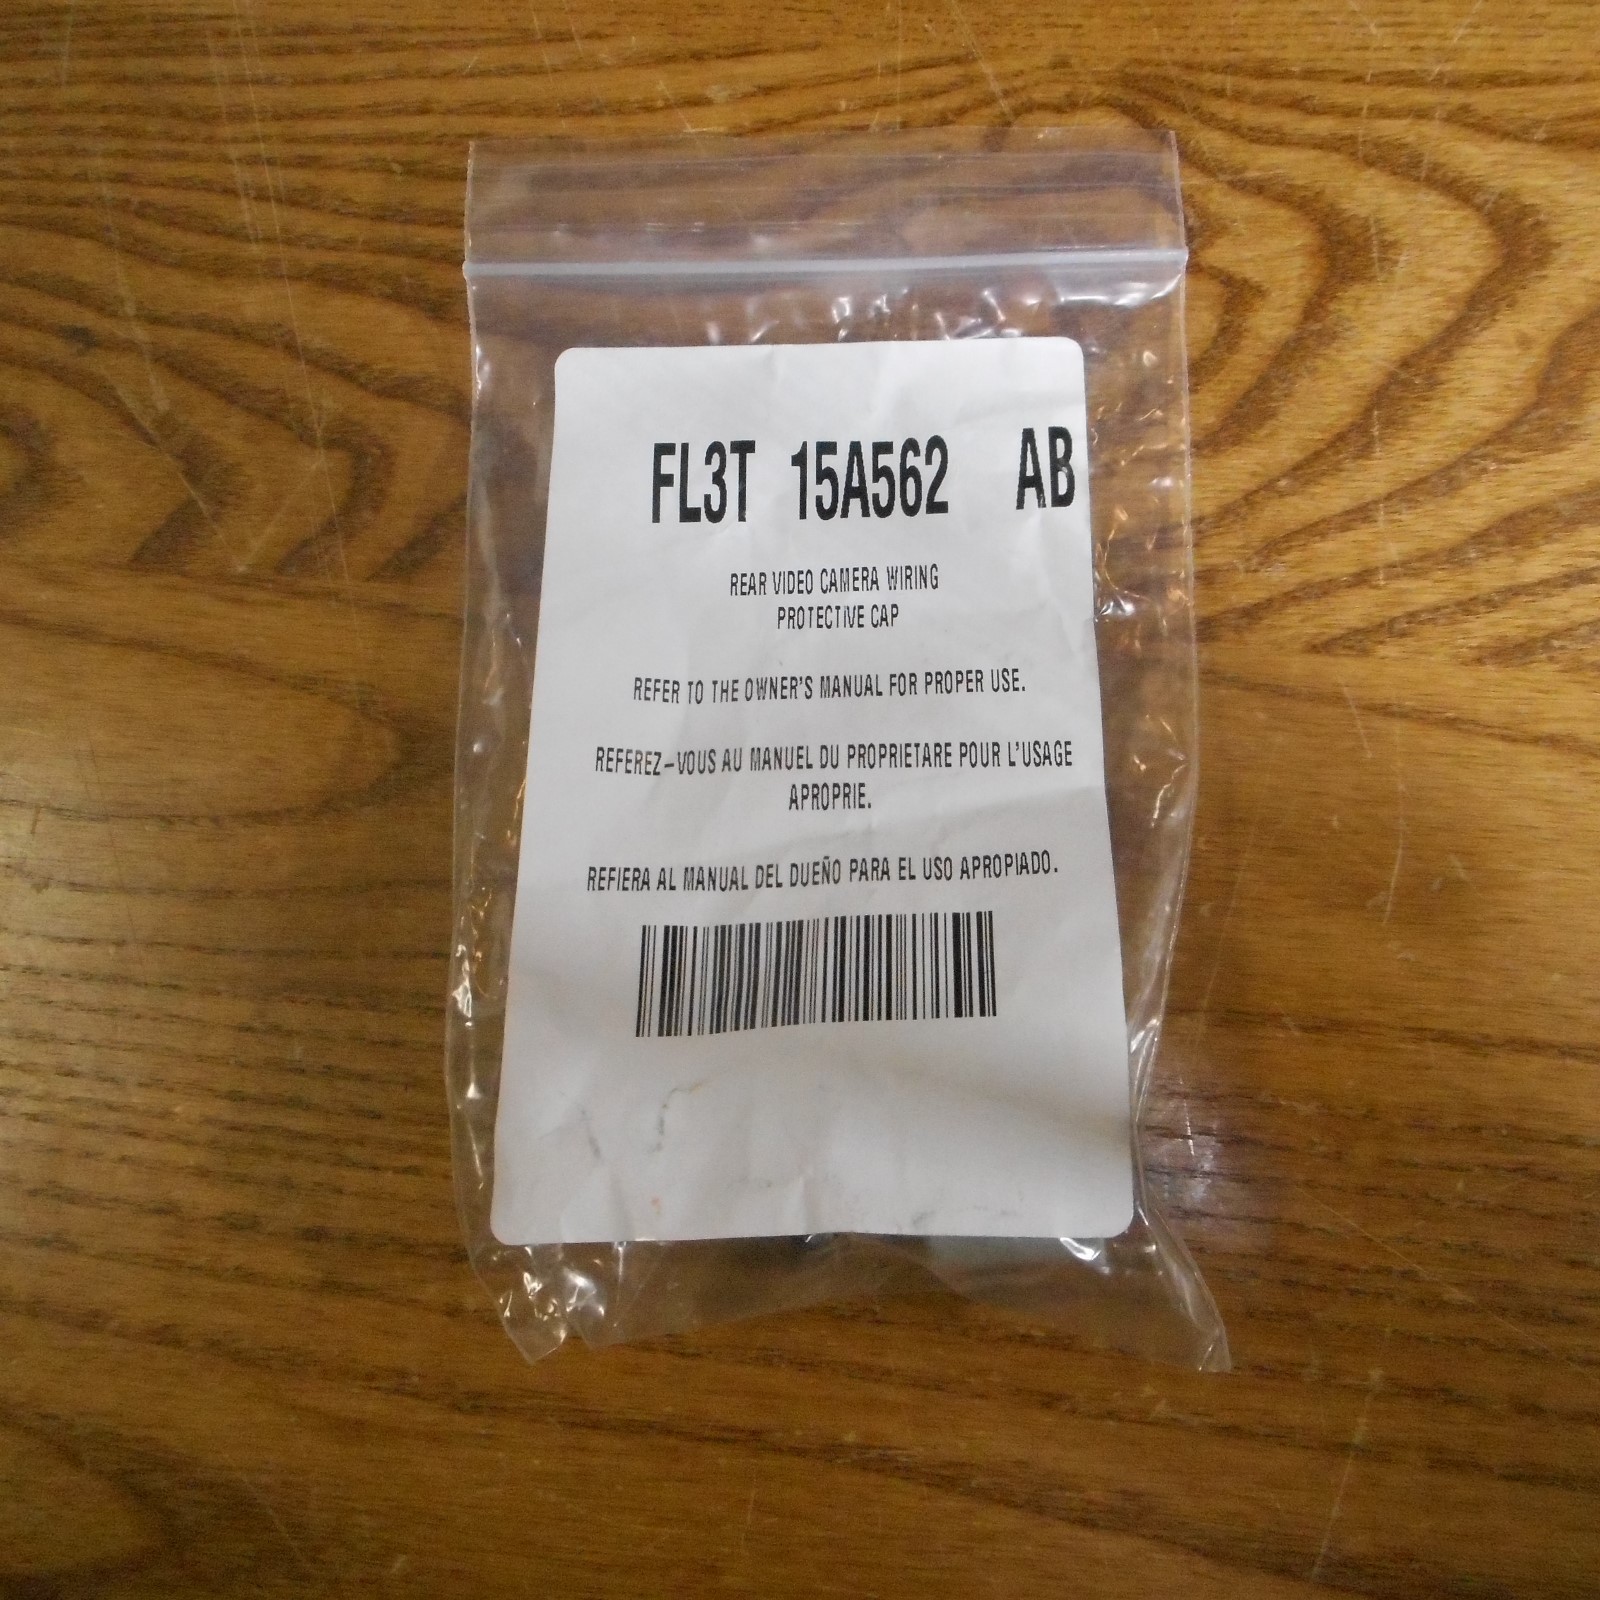 FL3T 15A562 AB
REAR VIDEO CAMERA WIRING
PROTECTIVE CAP
REFER TO THE OWNER'S MANUAL FOR PROPER USE.
REFEREZ-VOUS AU MANUEL DU PROPRIETARE POUR L'USAGE
APROPRIE.
REFIERA AL MANUAL DEL DUEÑO PARA EL USO APROPIADO.